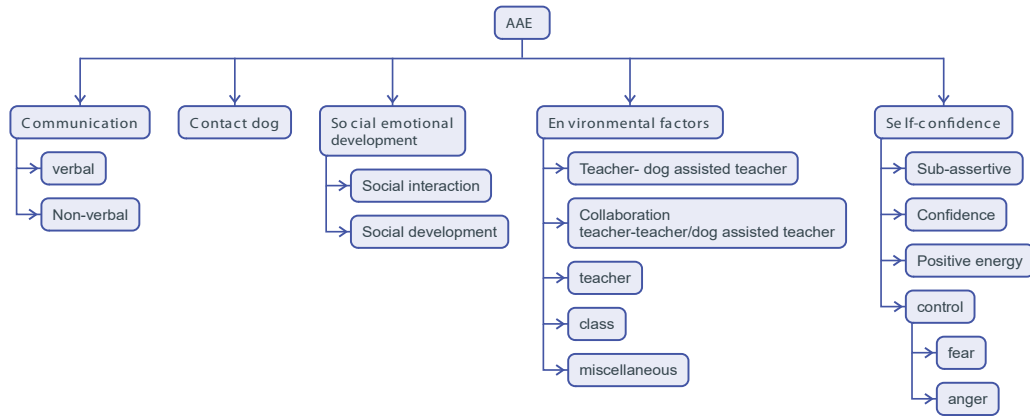 AAE
Communication
verbal
Non-verbal
Contact dog
Social emotional
development
Social interaction
Social development
Environmental factors
Teacher- dog assisted teacher
Collaboration
teacher-teacher/dog assisted teacher
teacher
class
miscellaneous
Self-confidence
Sub-assertive
Confidence
Positive energy
control
fear
anger